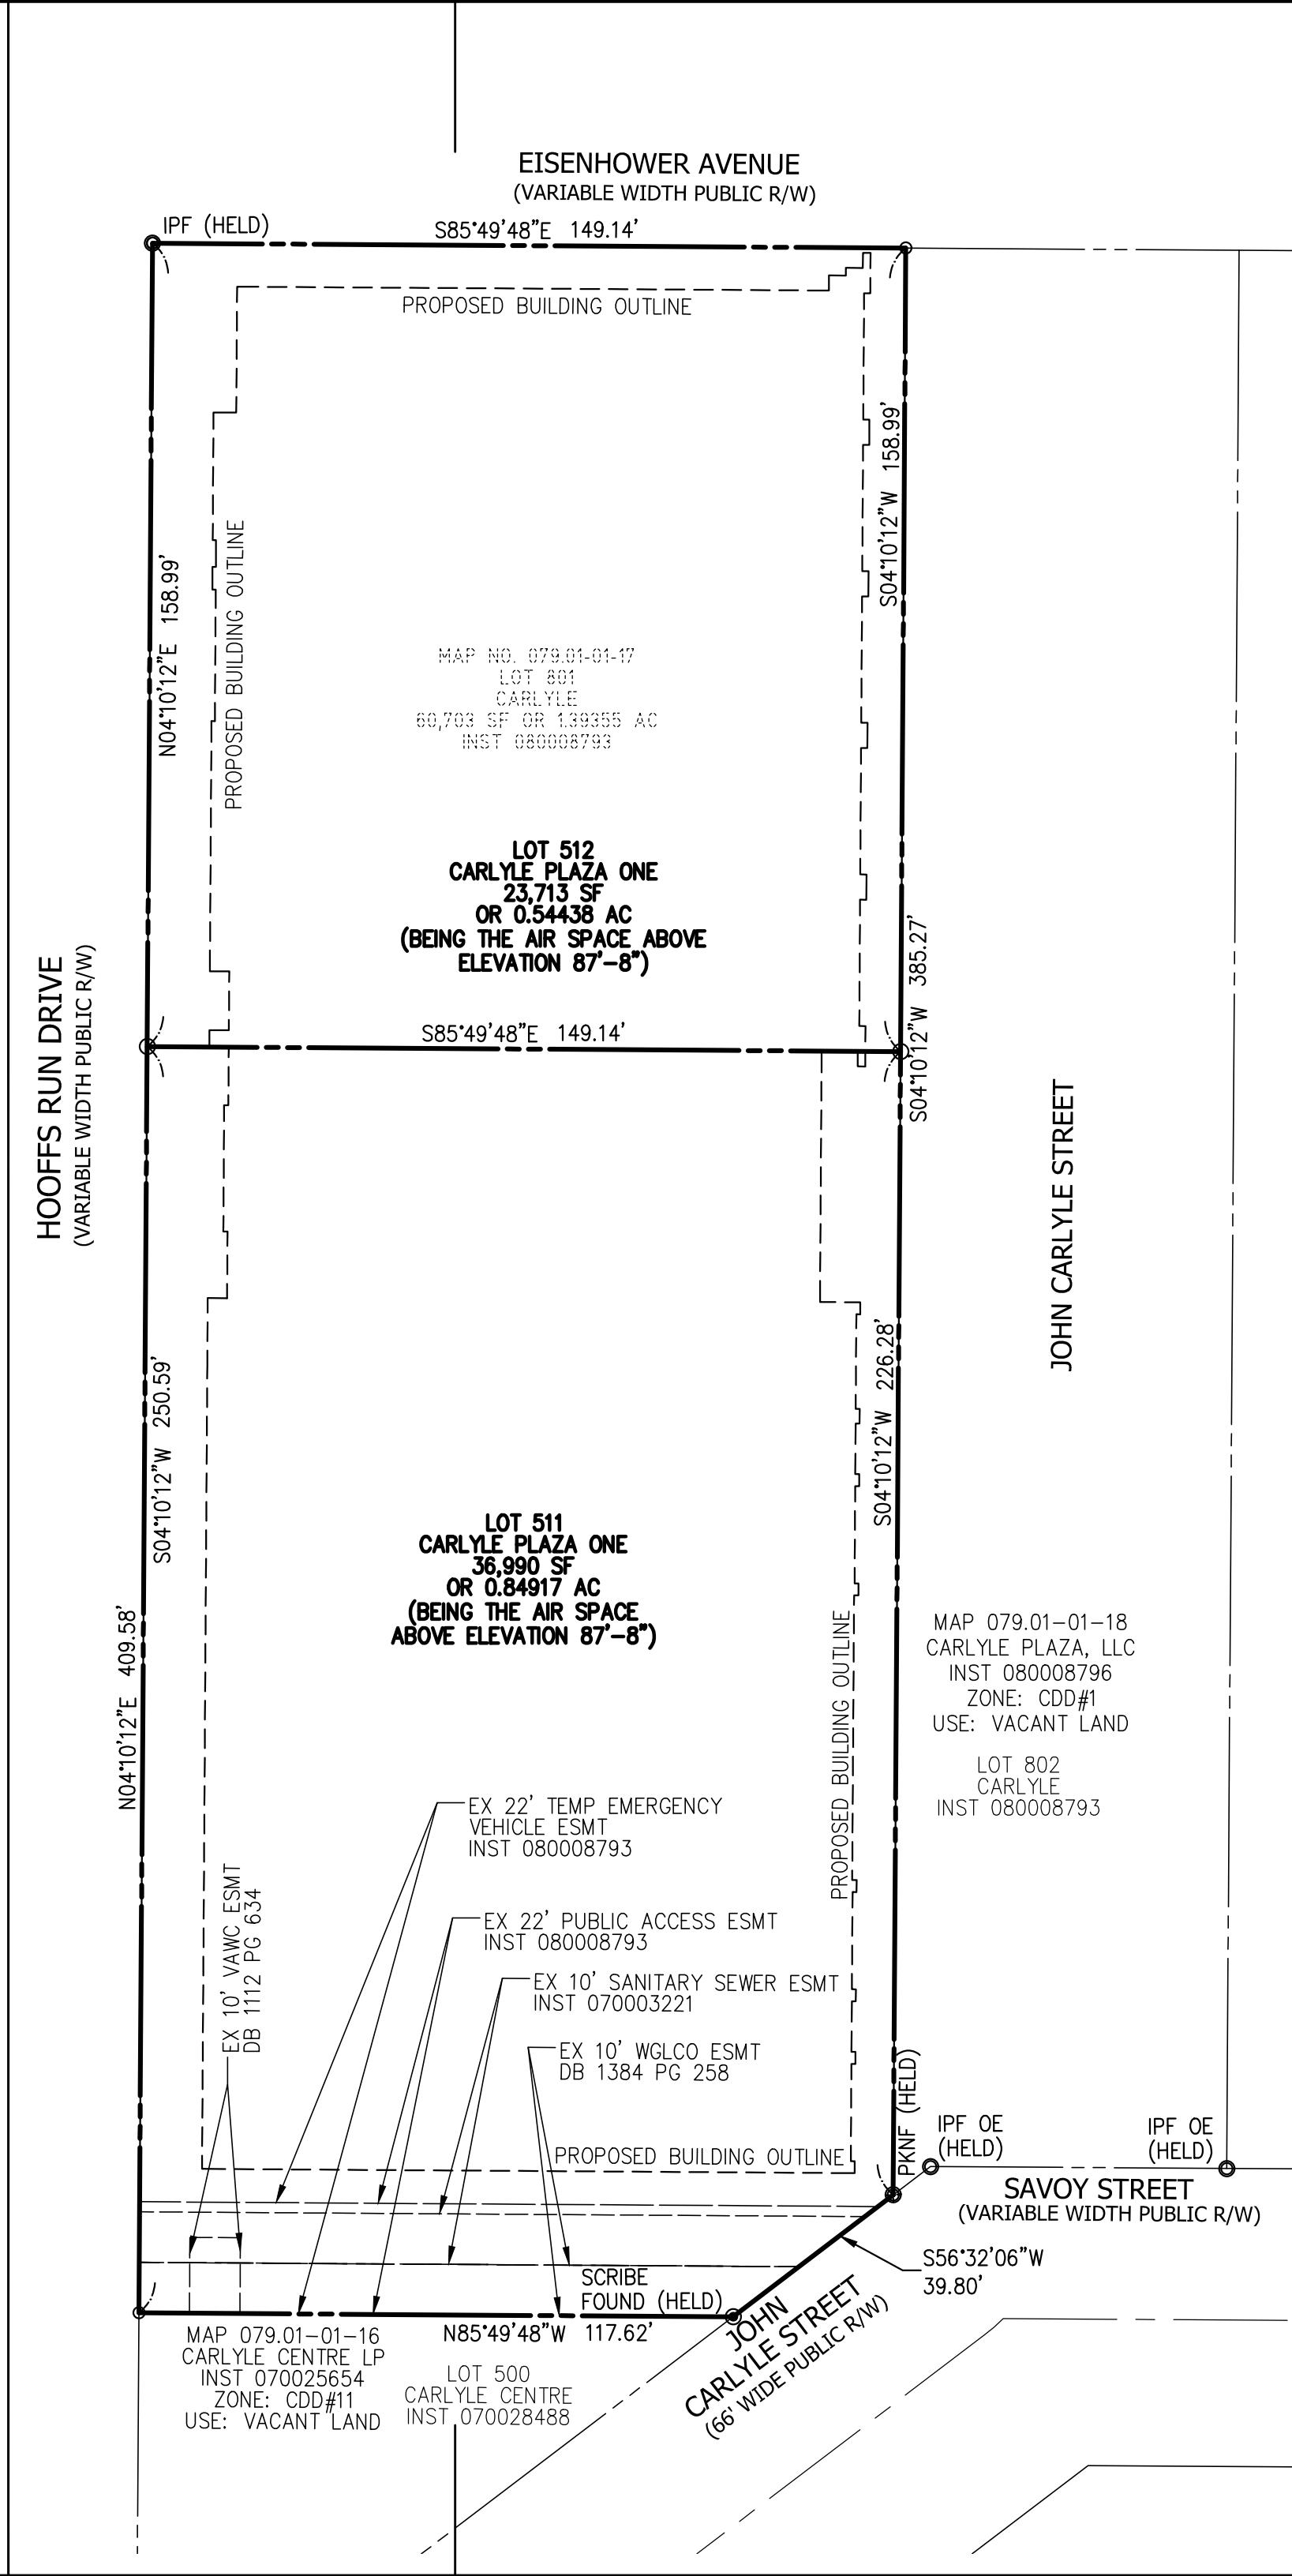 EISENHOWER AVENUE
(VARIABLE WIDTH PUBLIC R/W)
IPF (HELD)
S85°49'48"E 149.14'
PROPOSED BUILDING OUTLINE
S04°10'12"W 158.99'
N04°10'12"E 158.99'
PROPOSED BUILDING OUTLINE
MAP NO. 079.01-01-17
LOT 801
CARLYLE
60,703 SF OR 1.39355 AC
INST 080008793
LOT 512
CARLYLE PLAZA ONE
23,713 SF
OR 0.54438 AC
(BEING THE AIR SPACE ABOVE
ELEVATION 87'-8")
HOOFFS RUN DRIVE
(VARIABLE WIDTH PUBLIC R/W)
S85°49'48"E 149.14'
S04°10'12"W 385.27'
JOHN CARLYLE STREET
S04°10'12"W 250.59'
S04°10'12"W 226.28'
LOT 511
CARLYLE PLAZA ONE
36,990 SF
OR 0.84917 AC
(BEING THE AIR SPACE
ABOVE ELEVATION 87'-8")
N04°10'12"E 409.58'
PROPOSED BUILDING OUTLINE
MAP 079.01-01-18
CARLYLE PLAZA, LLC
INST 080008796
ZONE: CDD#1
USE: VACANT LAND
LOT 802
CARLYLE
INST 080008793
EX 22' TEMP EMERGENCY
VEHICLE ESMT
INST 080008793
EX 10' VAWC ESMT
DB 1112 PG 634
EX 22' PUBLIC ACCESS ESMT
INST 080008793
EX 10' SANITARY SEWER ESMT
INST 070003221
EX 10' WGLCO ESMT
DB 1384 PG 258
PKNF (HELD)
IPF OE
(HELD)
IPF OE
(HELD)
PROPOSED BUILDING OUTLINE
SAVOY STREET
(VARIABLE WIDTH PUBLIC R/W)
S56°32'06"W
39.80'
SCRIBE
FOUND (HELD)
N85°49'48"W 117.62'
JOHN
CARLYLE STREET
(66' WIDE PUBLIC R/W)
MAP 079.01-01-16
CARLYLE CENTRE LP
INST 070025654
ZONE: CDD#11
USE: VACANT LAND
LOT 500
CARLYLE CENTRE
INST 070028488